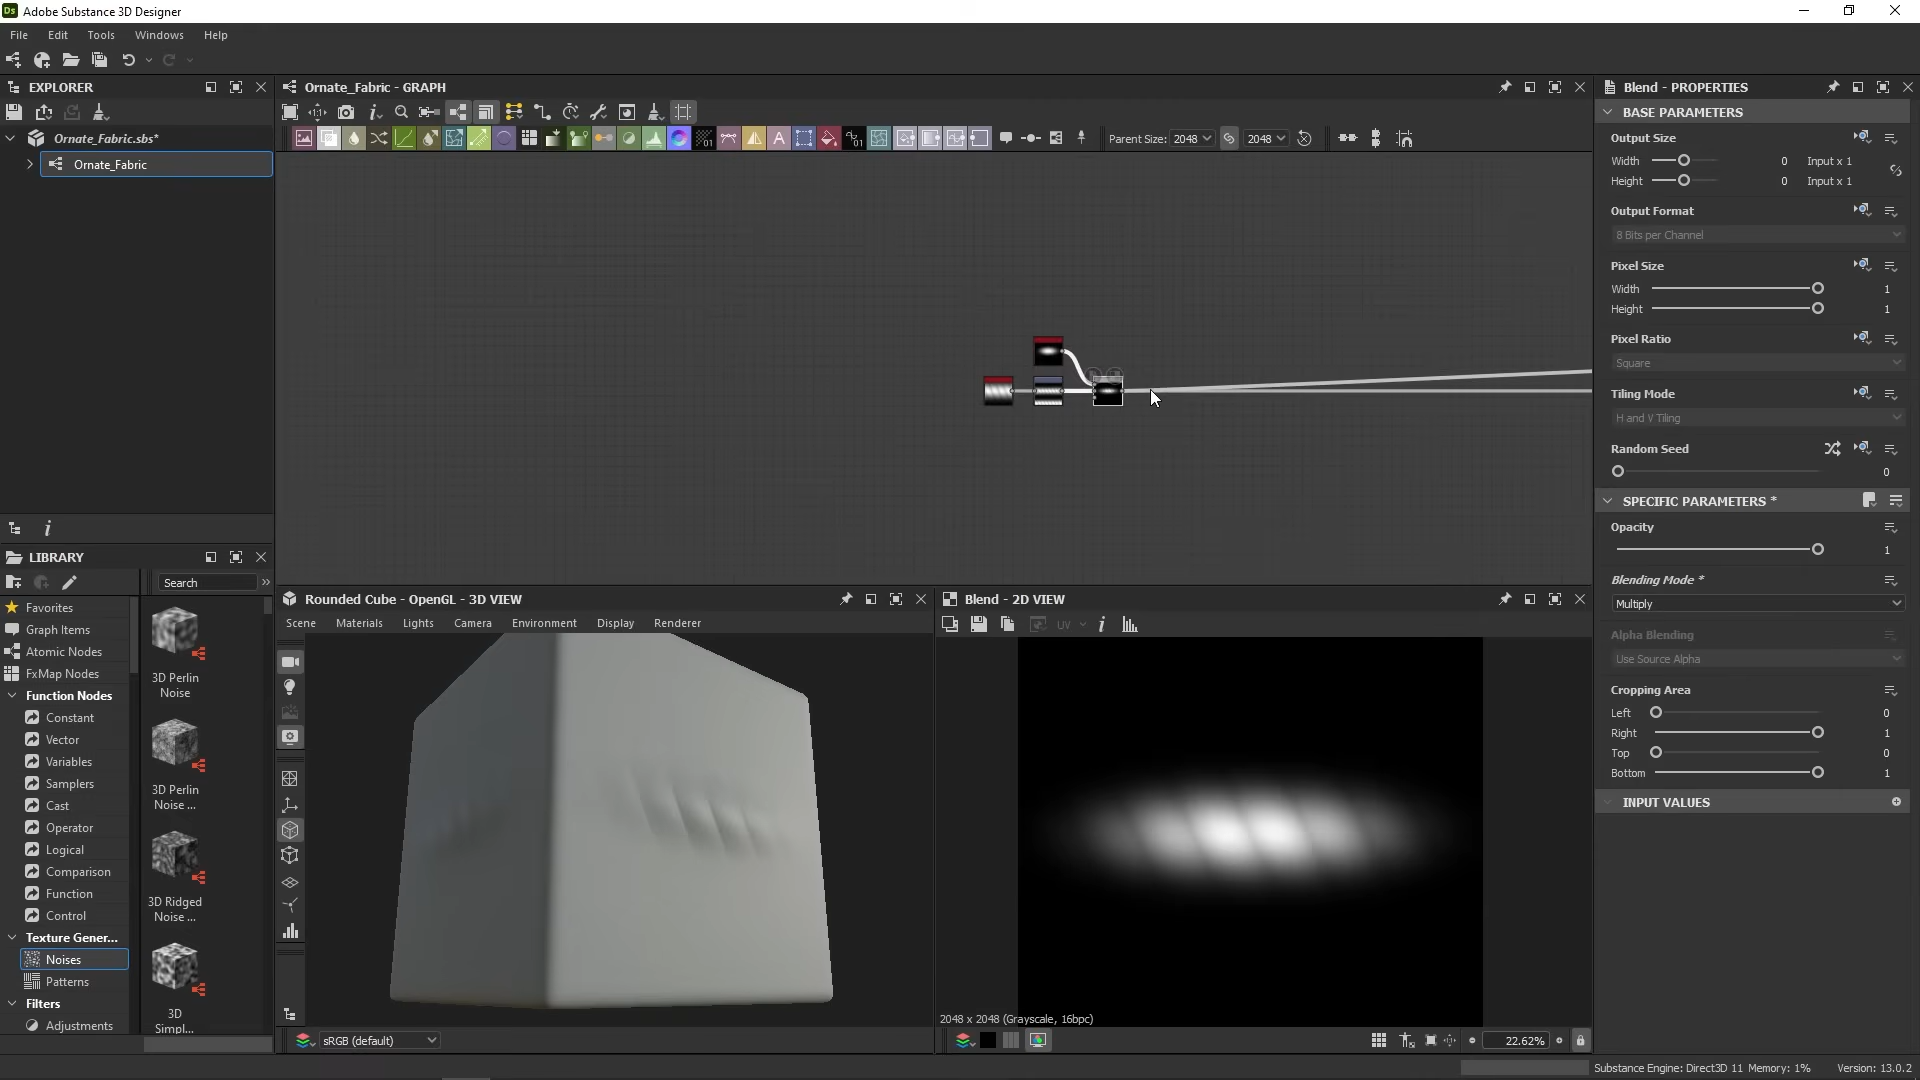 Ds Adobe Substance 3D Designer
File Edit Tools Windows Help
EXPLORER
Ornate_Fabric.sbs*
Ornate_Fabric
Ornate_Fabric - GRAPH
Parent Size: 2048 2048
LIBRARY
Search »
Favorites
Graph Items
Atomic Nodes
FxMap Nodes
Function Nodes
Constant
Vector
Variables
Samplers
Cast
Operator
Logical
Comparison
Function
Control
Texture Gener...
Noises
Patterns
Filters
Adjustments
3D Perlin
Noise
3D Perlin
Noise ...
3D Ridged
Noise ...
3D
Simpl...
Rounded Cube - OpenGL - 3D VIEW
Scene Materials Lights Camera Environment Display Renderer
sRGB (default)
Blend - 2D VIEW
UV
2048 x 2048 (Grayscale, 16bpc)
22.62%
Blend - PROPERTIES
BASE PARAMETERS
Output Size
Width 0 Input x 1
Height 0 Input x 1
Output Format
8 Bits per Channel
Pixel Size
Width 1
Height 1
Pixel Ratio
Square
Tiling Mode
H and V Tiling
Random Seed
0
SPECIFIC PARAMETERS *
Opacity
1
Blending Mode *
Multiply
Alpha Blending
Use Source Alpha
Cropping Area
Left 0
Right 1
Top 0
Bottom 1
INPUT VALUES
Substance Engine: Direct3D 11 Memory: 1% Version: 13.0.2